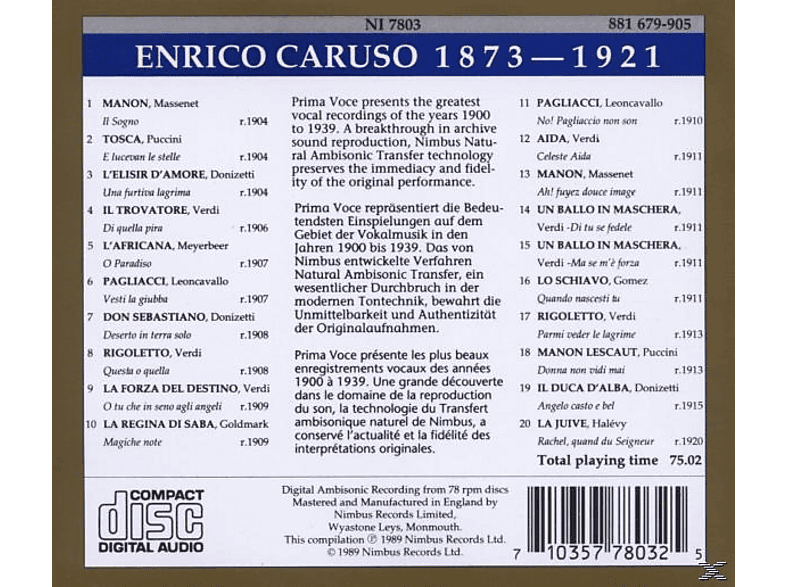 NI 7803 881 679-905
ENRICO CARUSO 1873—1921
1 MANON, Massenet
Il Sogno r.1904
2 TOSCA, Puccini
E lucevan le stelle r.1904
3 L'ELISIR D'AMORE, Donizetti
Una furtiva lagrima r.1904
4 IL TROVATORE, Verdi
Di quella pira r.1906
5 L'AFRICANA, Meyerbeer
O Paradiso r.1907
6 PAGLIACCI, Leoncavallo
Vesti la giubba r.1907
7 DON SEBASTIANO, Donizetti
Deserto in terra solo r.1908
8 RIGOLETTO, Verdi
Questa o quella r.1908
9 LA FORZA DEL DESTINO, Verdi
O tu che in seno agli angeli r.1909
10 LA REGINA DI SABA, Goldmark
Magiche note r.1909
Prima Voce presents the greatest
vocal recordings of the years 1900
to 1939. A breakthrough in archive
sound reproduction, Nimbus Natu-
ral Ambisonic Transfer technology
preserves the immediacy and fidel-
ity of the original performance.
Prima Voce repräsentiert die Bedeu-
tendsten Einspielungen auf dem
Gebiet der Vokalmusik in den
Jahren 1900 bis 1939. Das von
Nimbus entwickelte Verfahren
Natural Ambisonic Transfer, ein
wesentlicher Durchbruch in der
modernen Tontechnik, bewahrt die
Unmittelbarkeit und Authentizität
der Originalaufnahmen.
Prima Voce présente les plus beaux
enregistrements vocaux des années
1900 à 1939. Une grande découverte
dans le domaine de la reproduction
du son, la technologie du Transfert
ambisonique naturel de Nimbus, a
conservé l'actualité et la fidélité des
interprétations originales.
11 PAGLIACCI, Leoncavallo
No! Pagliaccio non son r.1910
12 AIDA, Verdi
Celeste Aida r.1911
13 MANON, Massenet
Ah! fuyez douce image r.1911
14 UN BALLO IN MASCHERA,
Verdi -Di tu se fedele r.1911
15 UN BALLO IN MASCHERA,
Verdi -Ma se m'è forza r.1911
16 LO SCHIAVO, Gomez
Quando nascesti tu r.1911
17 RIGOLETTO, Verdi
Parmi veder le lagrime r.1913
18 MANON LESCAUT, Puccini
Donna non vidi mai r.1913
19 IL DUCA D'ALBA, Donizetti
Angelo casto e bel r.1915
20 LA JUIVE, Halévy
Rachel, quand du Seigneur r.1920
Total playing time 75.02
COMPACT
disc
DIGITAL AUDIO
Digital Ambisonic Recording from 78 rpm discs
Mastered and Manufactured in England by
Nimbus Records Limited,
Wyastone Leys, Monmouth.
This compilation ℗ 1989 Nimbus Records Ltd.
© 1989 Nimbus Records Ltd.
7 10357 78032 5